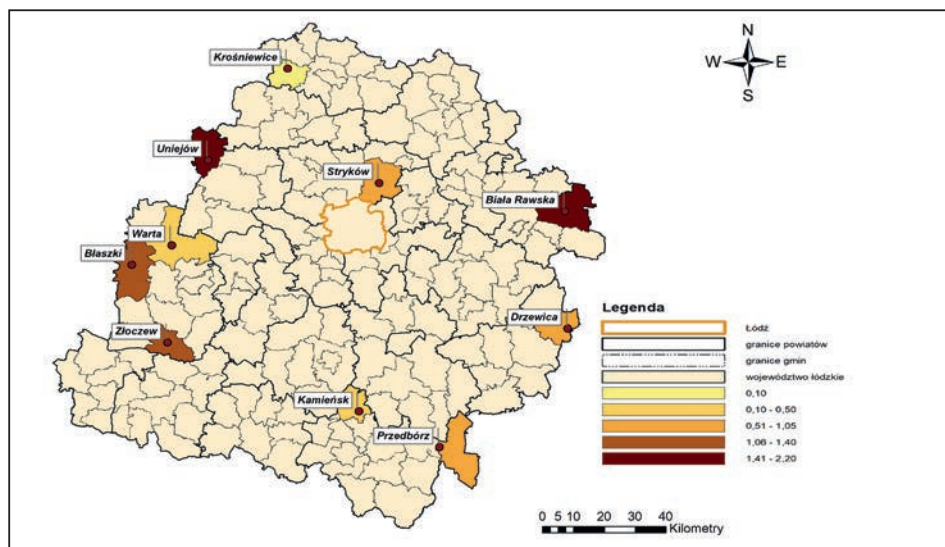 N
W E
S
Krośniewice
Uniejów
Stryków
Biała Rawska
Warta
Błaszki
Złoczew
Drzewica
Kamieńsk
Przedbórz
Legenda
Łódź
granice powiatów
granice gmin
województwo łódzkie
0,10
0,10 - 0,50
0,51 - 1,05
1,06 - 1,40
1,41 - 2,20
0 5 10 20 30 40
Kilometry